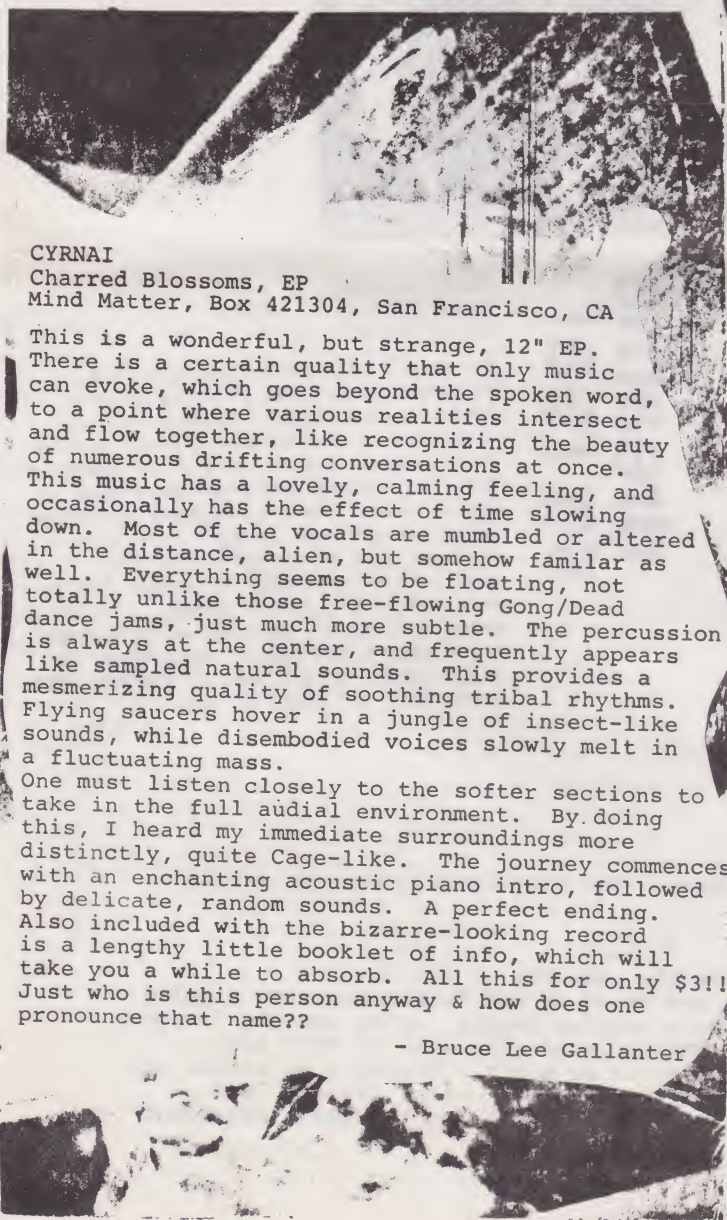 CYRNAI
Charred Blossoms, EP
Mind Matter, Box 421304, San Francisco, CA
This is a wonderful, but strange, 12" EP.
There is a certain quality that only music
can evoke, which goes beyond the spoken word,
to a point where various realities intersect
and flow together, like recognizing the beauty
of numerous drifting conversations at once.
This music has a lovely, calming feeling, and
occasionally has the effect of time slowing
down.  Most of the vocals are mumbled or altered
in the distance, alien, but somehow familar as
well.  Everything seems to be floating, not
totally unlike those free-flowing Gong/Dead
dance jams, just much more subtle.  The percussion
is always at the center, and frequently appears
like sampled natural sounds.  This provides a
mesmerizing quality of soothing tribal rhythms.
Flying saucers hover in a jungle of insect-like
sounds, while disembodied voices slowly melt in
a fluctuating mass.
One must listen closely to the softer sections to
take in the full audial environment.  By doing
this, I heard my immediate surroundings more
distinctly, quite Cage-like.  The journey commences
with an enchanting acoustic piano intro, followed
by delicate, random sounds.  A perfect ending.
Also included with the bizarre-looking record
is a lengthy little booklet of info, which will
take you a while to absorb.  All this for only $3!!
Just who is this person anyway & how does one
pronounce that name??
- Bruce Lee Gallanter